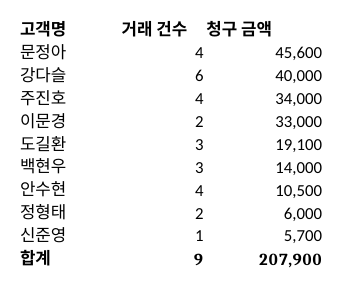 고객명 거래 건수 청구 금액
문정아 4 45,600
강다슬 6 40,000
주진호 4 34,000
이문경 2 33,000
도길환 3 19,100
백현우 3 14,000
안수현 4 10,500
정형태 2 6,000
신준영 1 5,700
합계 9 207,900